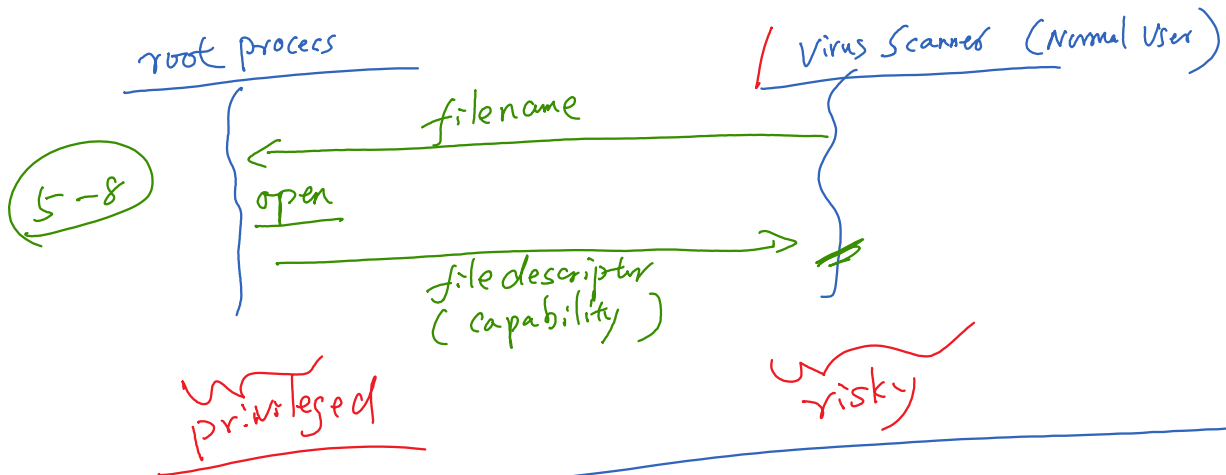 root process
Virus Scanner (Normal User)
filename
5-8
open
file descriptor
(capability)
privileged
risky